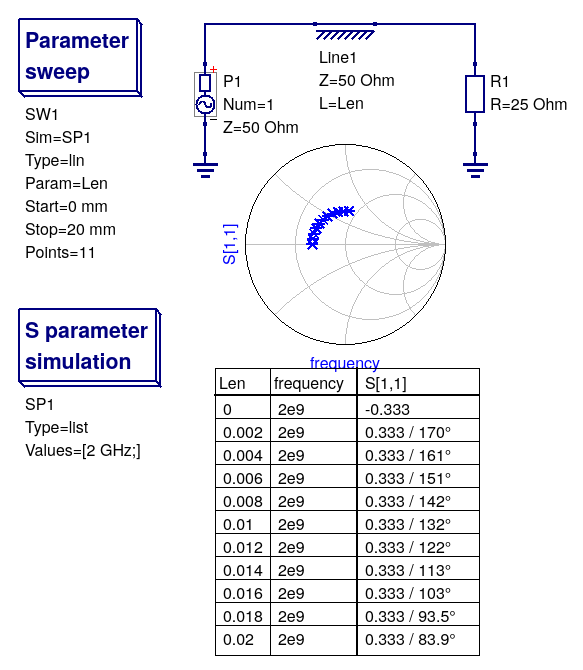 Parameter
sweep
SW1
Sim=SP1
Type=lin
Param=Len
Start=0 mm
Stop=20 mm
Points=11
+
P1
Num=1
Z=50 Ohm
Line1
Z=50 Ohm
L=Len
R1
R=25 Ohm
S[1,1]
frequency
S parameter
simulation
SP1
Type=list
Values=[2 GHz;]
Len frequency S[1,1]
0 2e9 -0.333
0.002 2e9 0.333 / 170°
0.004 2e9 0.333 / 161°
0.006 2e9 0.333 / 151°
0.008 2e9 0.333 / 142°
0.01 2e9 0.333 / 132°
0.012 2e9 0.333 / 122°
0.014 2e9 0.333 / 113°
0.016 2e9 0.333 / 103°
0.018 2e9 0.333 / 93.5°
0.02 2e9 0.333 / 83.9°